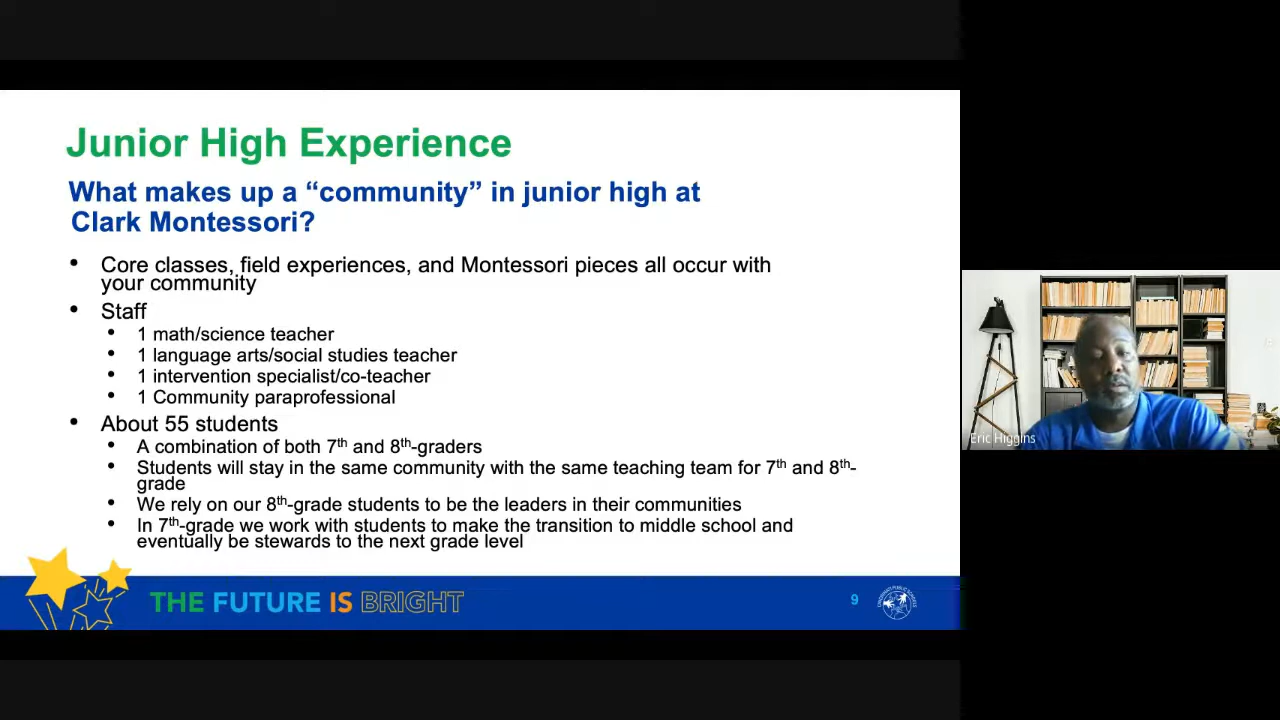 Junior High Experience
What makes up a “community” in junior high at
Clark Montessori?
• Core classes, field experiences, and Montessori pieces all occur with
your community
• Staff
• 1 math/science teacher
• 1 language arts/social studies teacher
• 1 intervention specialist/co-teacher
• 1 Community paraprofessional
• About 55 students
• A combination of both 7th and 8th-graders
• Students will stay in the same community with the same teaching team for 7th and 8th-
grade
• We rely on our 8th-grade students to be the leaders in their communities
• In 7th-grade we work with students to make the transition to middle school and
eventually be stewards to the next grade level
THE FUTURE IS BRIGHT
9
Eric Higgins